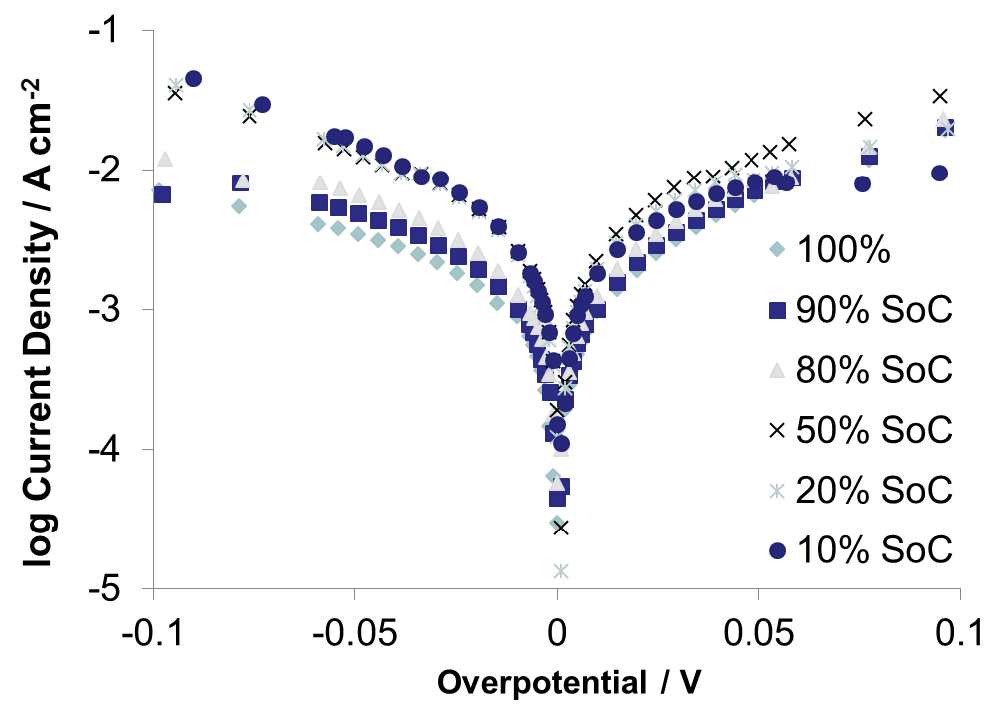 -1
-2
-3
-4
-5
log Current Density / A cm-2
-0.1
-0.05
0
0.05
0.1
Overpotential / V
100%
90% SoC
80% SoC
50% SoC
20% SoC
10% SoC